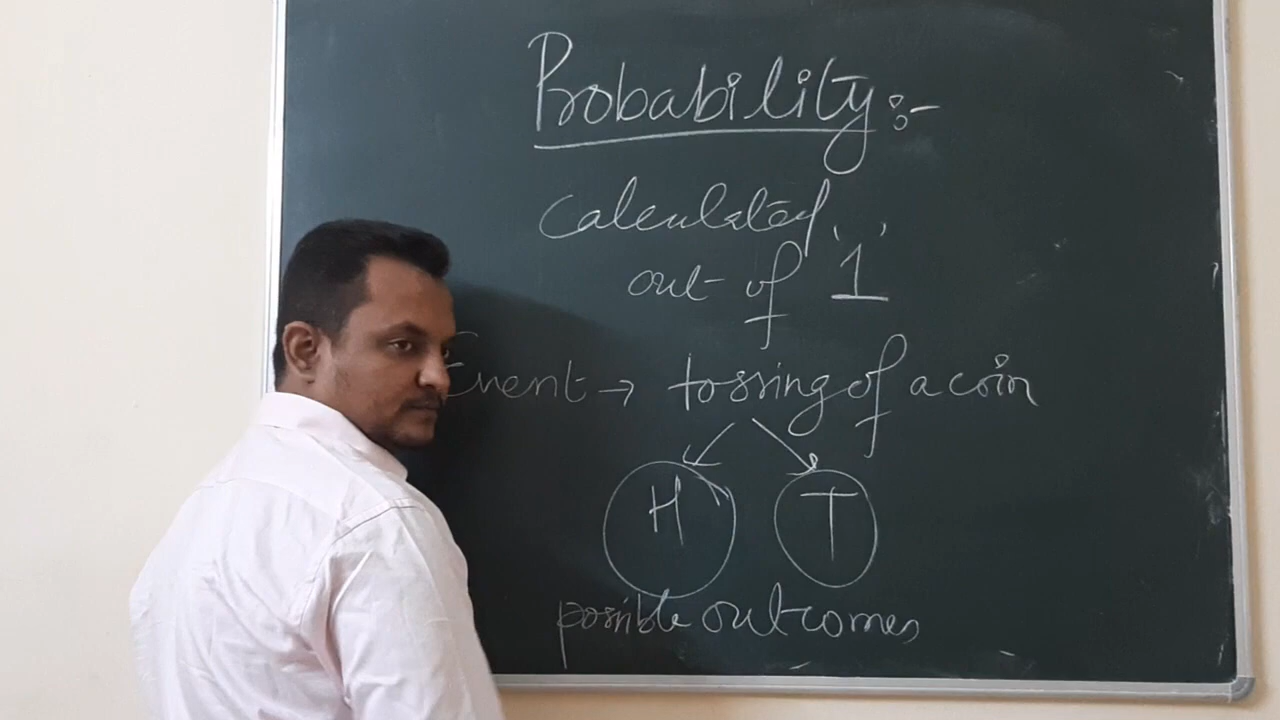 Probability:-
Calculated
out of '1'
Event → tossing of a coin
H T
possible outcomes